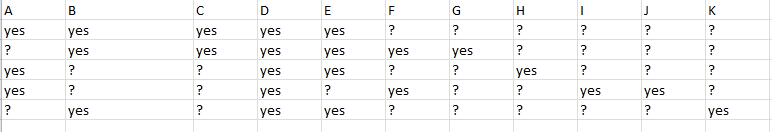 A B C D E F G H I J K
yes yes yes yes yes ? ? ? ? ? ?
? yes yes yes yes yes yes ? ? ? ?
yes ? ? yes yes ? ? yes ? ? ?
yes ? ? yes ? yes ? ? yes yes ?
? yes ? yes yes ? ? ? ? ? yes